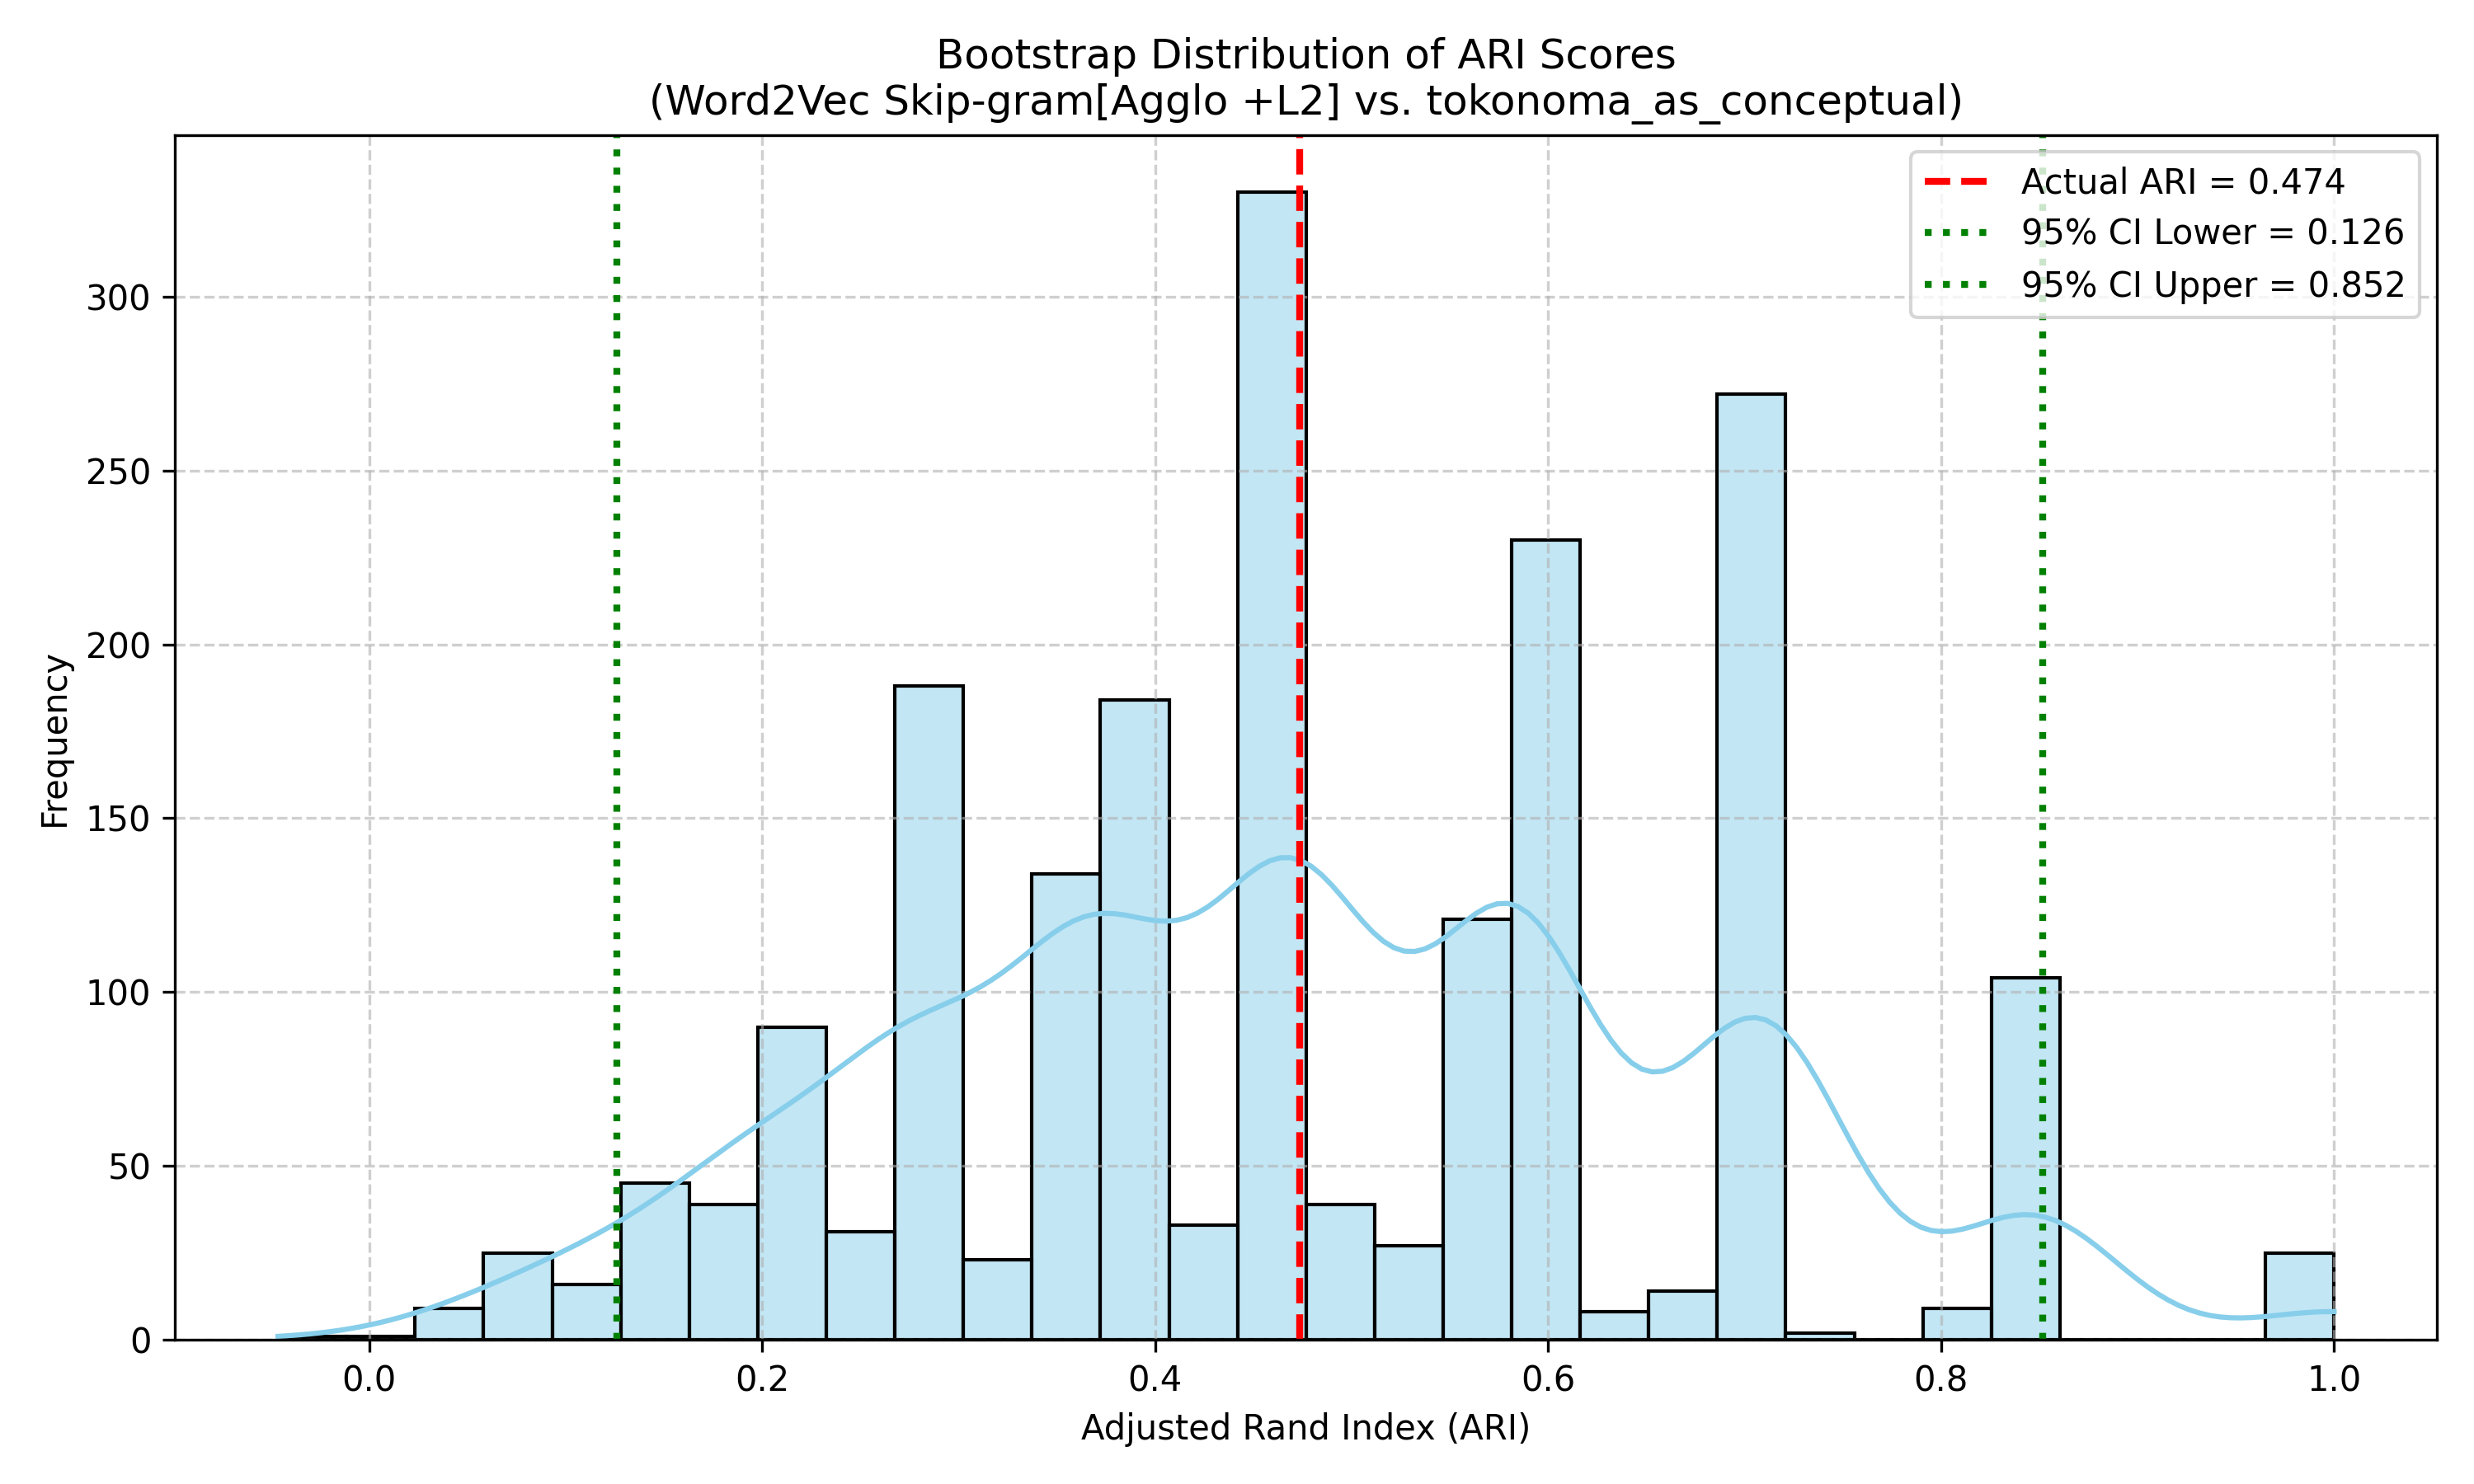 Bootstrap Distribution of ARI Scores
(Word2Vec Skip-gram[Agglo +L2] vs. tokonoma_as_conceptual)
Actual ARI = 0.474
95% CI Lower = 0.126
95% CI Upper = 0.852
Frequency
300
250
200
150
100
50
0
0.0
0.2
0.4
0.6
0.8
1.0
Adjusted Rand Index (ARI)